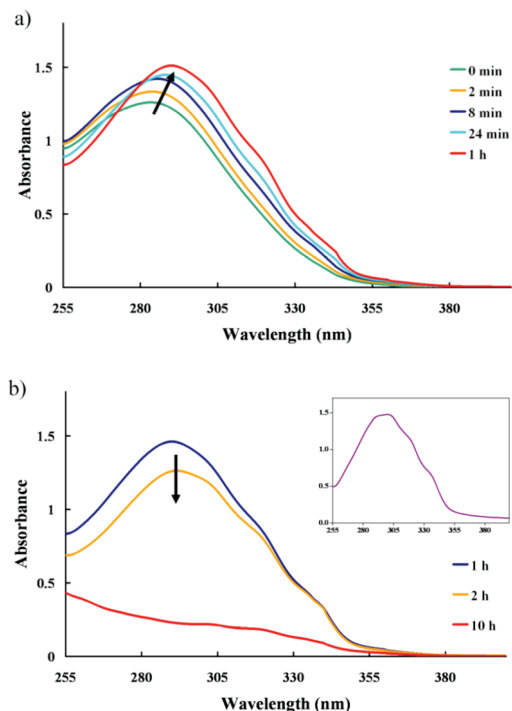 a)
1.5
1
0.5
0
Absorbance
255 280 305 330 355 380
Wavelength (nm)
0 min
2 min
8 min
24 min
1 h
b)
1.5
1
0.5
0
Absorbance
255 280 305 330 355 380
Wavelength (nm)
1.5
1.0
0.5
0.0
255 280 305 330 355 380
1 h
2 h
10 h